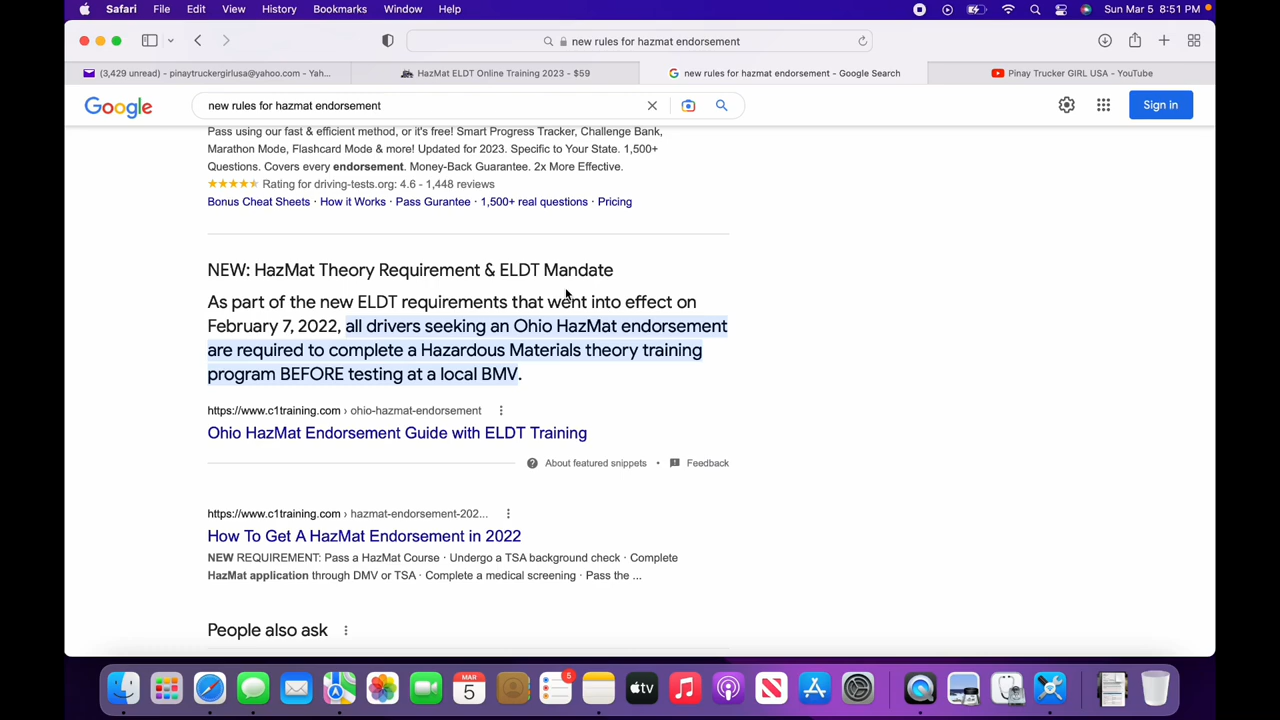 Safari File Edit View History Bookmarks Window Help Sun Mar 5 8:51 PM
new rules for hazmat endorsement
(3,429 unread) - pinaytruckergirlusa@yahoo.com - Yah...
HazMat ELDT Online Training 2023 - $59
new rules for hazmat endorsement - Google Search
Pinay Trucker GIRL USA - YouTube
Google
new rules for hazmat endorsement
Sign in
Pass using our fast & efficient method, or it's free! Smart Progress Tracker, Challenge Bank,
Marathon Mode, Flashcard Mode & more! Updated for 2023. Specific to Your State. 1,500+
Questions. Covers every endorsement. Money-Back Guarantee. 2x More Effective.
★★★★★ Rating for driving-tests.org: 4.6 - 1,448 reviews
Bonus Cheat Sheets · How it Works · Pass Gurantee · 1,500+ real questions · Pricing
NEW: HazMat Theory Requirement & ELDT Mandate
As part of the new ELDT requirements that went into effect on
February 7, 2022, all drivers seeking an Ohio HazMat endorsement
are required to complete a Hazardous Materials theory training
program BEFORE testing at a local BMV.
https://www.c1training.com › ohio-hazmat-endorsement
Ohio HazMat Endorsement Guide with ELDT Training
About featured snippets · Feedback
https://www.c1training.com › hazmat-endorsement-202...
How To Get A HazMat Endorsement in 2022
NEW REQUIREMENT: Pass a HazMat Course · Undergo a TSA background check · Complete
HazMat application through DMV or TSA · Complete a medical screening · Pass the ...
People also ask
MAR
5
5
tv